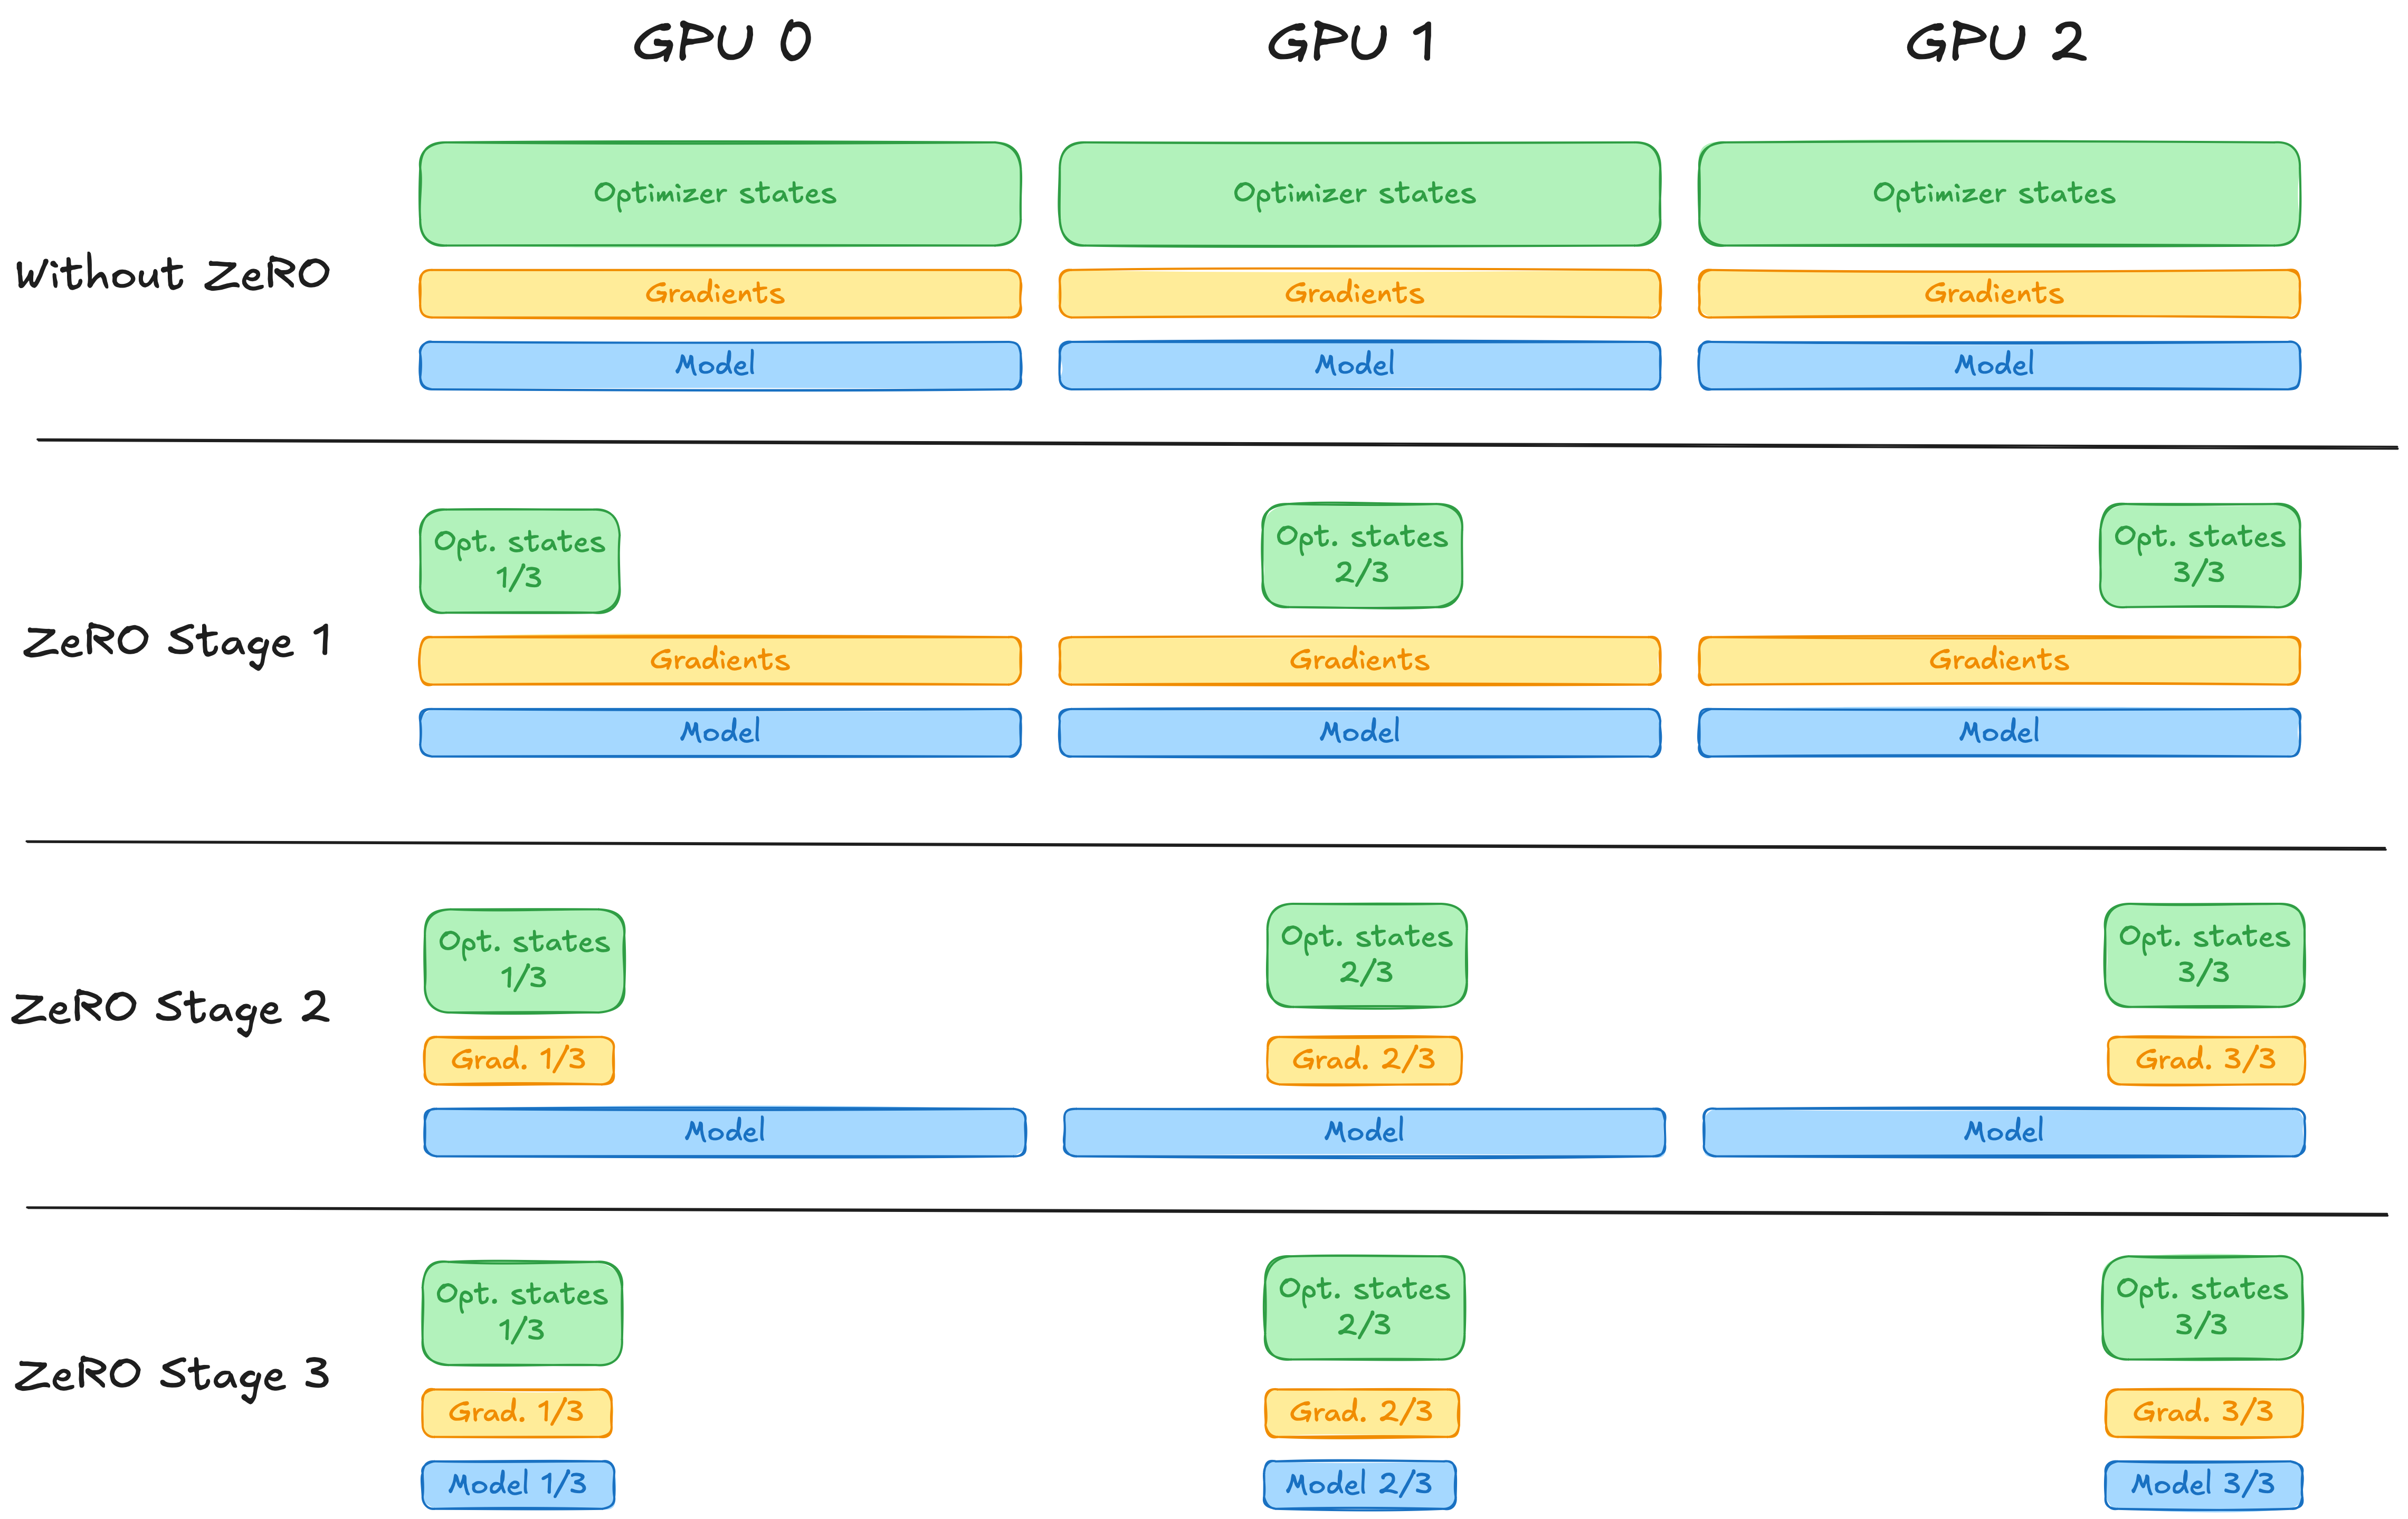 GPU 0
GPU 1
GPU 2
Without ZeRO
Optimizer states
Optimizer states
Optimizer states
Gradients
Gradients
Gradients
Model
Model
Model
ZeRO Stage 1
Opt. states
1/3
Opt. states
2/3
Opt. states
3/3
Gradients
Gradients
Gradients
Model
Model
Model
ZeRO Stage 2
Opt. states
1/3
Opt. states
2/3
Opt. states
3/3
Grad. 1/3
Grad. 2/3
Grad. 3/3
Model
Model
Model
ZeRO Stage 3
Opt. states
1/3
Opt. states
2/3
Opt. states
3/3
Grad. 1/3
Grad. 2/3
Grad. 3/3
Model 1/3
Model 2/3
Model 3/3